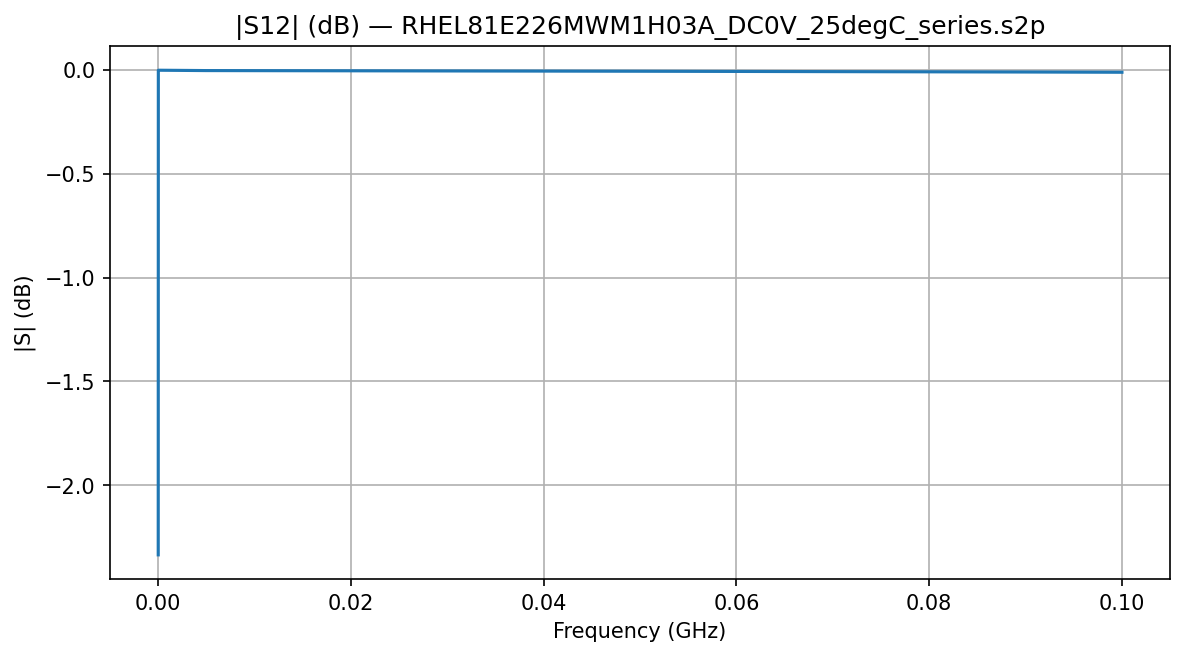 |S12| (dB) — RHEL81E226MWM1H03A_DC0V_25degC_series.s2p
|S| (dB)
0.0
−0.5
−1.0
−1.5
−2.0
0.00 0.02 0.04 0.06 0.08 0.10
Frequency (GHz)